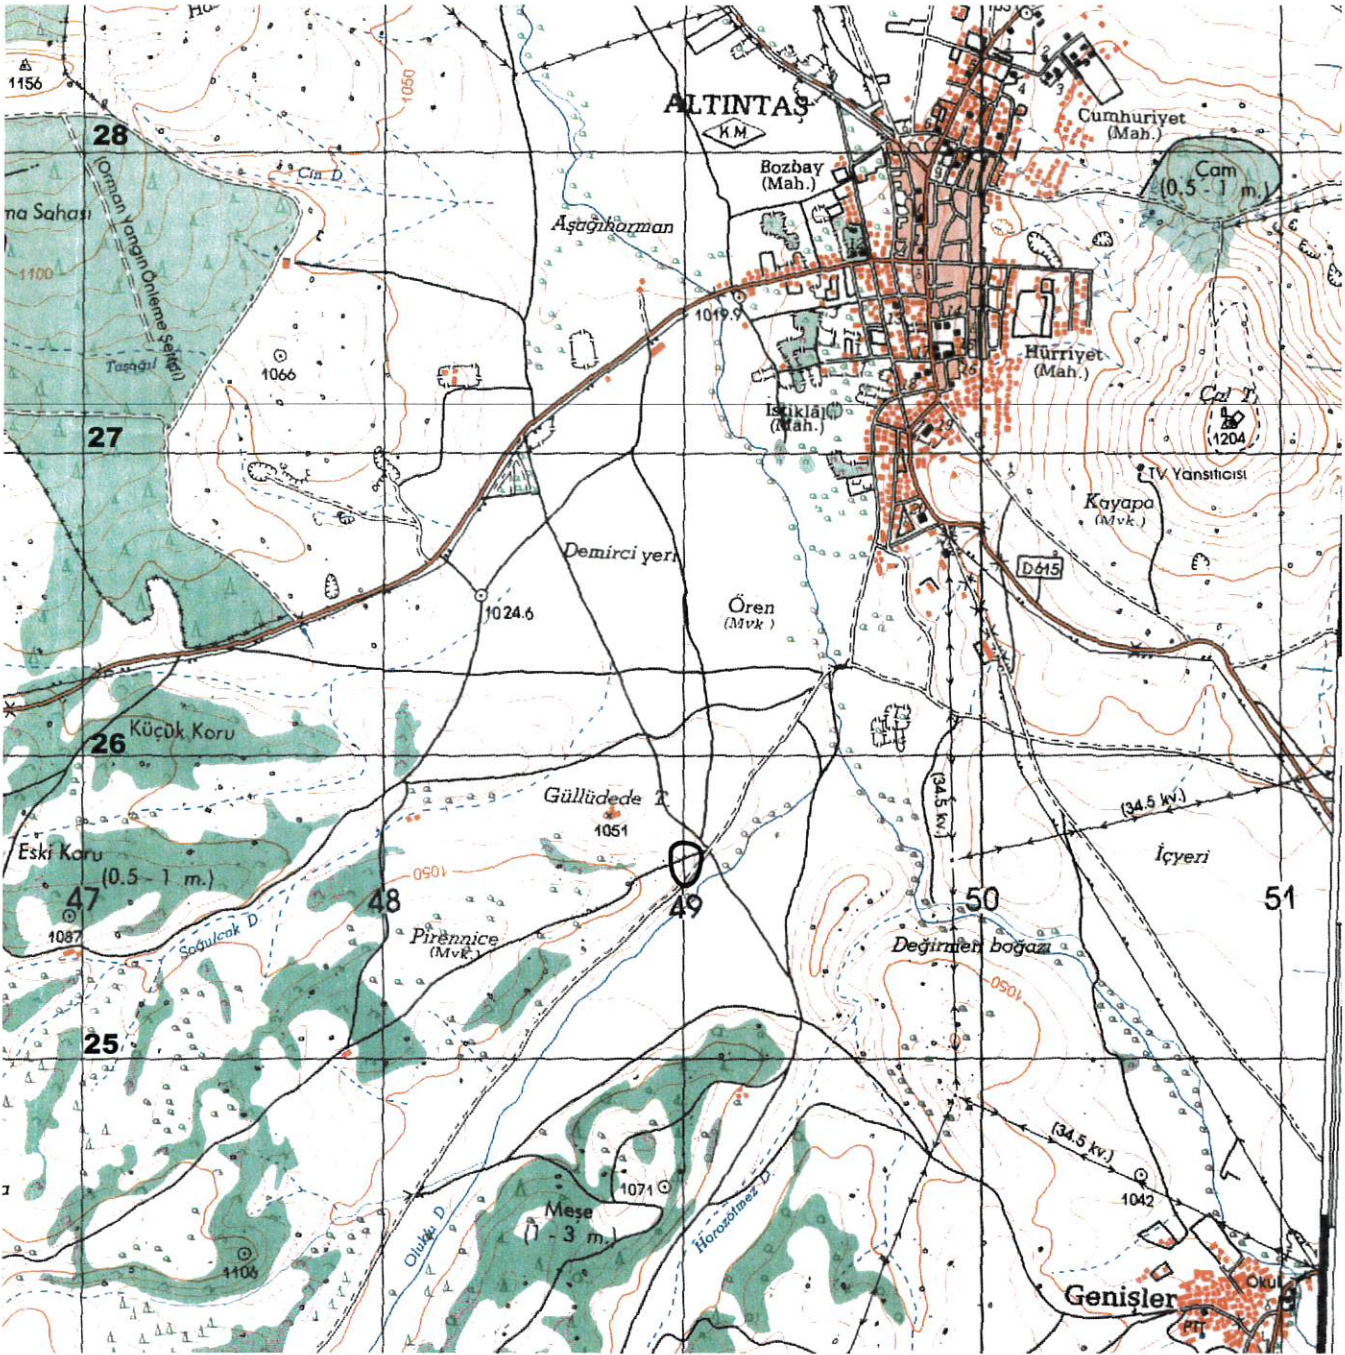 1156
1050
ALTINTAŞ
K.M
Cumhuriyet
(Mah.)
28
(Orman Yangın Önleme Şeridi)
Cin D.
Bozbay
(Mah.)
Çam
(0.5 - 1 m.)
ma Sahası
Aşağıharman
1100
1019.9
Taşağıl
1066
Hürriyet
(Mah.)
Çal T.
1204
İstiklâl
(Mah.)
27
TV Yansıtıcısı
Kayapa
(Mvk.)
Demirci yeri
D615
1024.6
Ören
(Mvk.)
Küçük Koru
26
Güllüdede T.
1051
(34.5 kv.)
(34.5 kv.)
Eski Koru
(0.5 - 1 m.)
İçyeri
1050
47
48
49
50
51
1087
Soğulcak D.
Pirennice
(Mvk.)
Değirmen boğazı
1050
25
(34.5 kv.)
1042
1071
Meşe
(1 - 3 m.)
Oluklu D.
Horozölmez D.
1106
Genişler
Okul
PTT